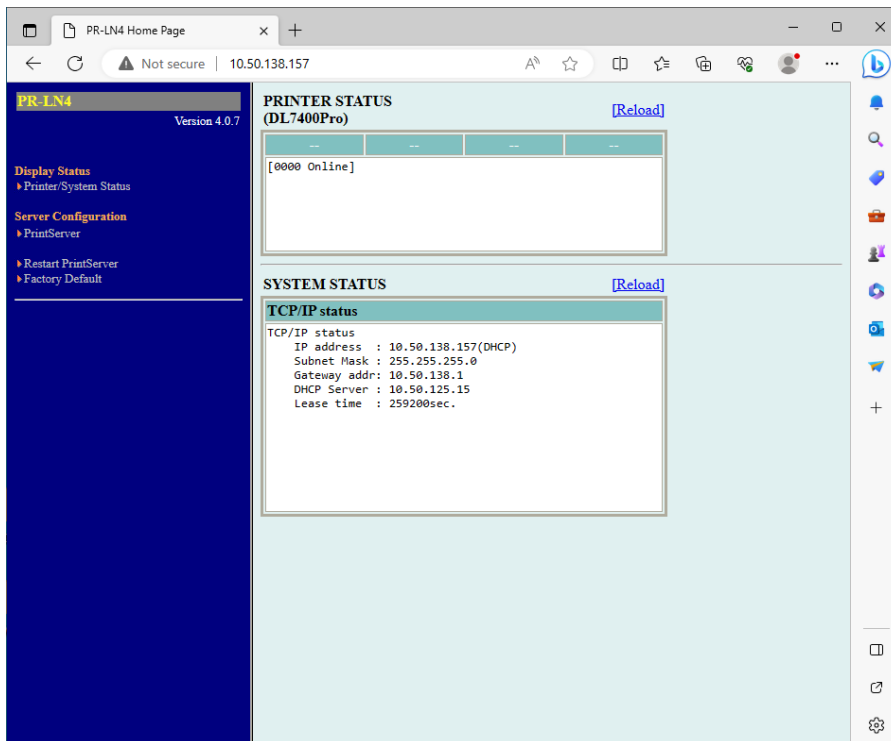 PR-LN4 Home Page
Not secure
10.50.138.157
PR-LN4
Version 4.0.7
Display Status
Printer/System Status
Server Configuration
PrintServer
Restart PrintServer
Factory Default
PRINTER STATUS
(DL7400Pro)
[Reload]
-- -- -- --
[0000 Online]
SYSTEM STATUS
[Reload]
TCP/IP status
TCP/IP status
IP address : 10.50.138.157(DHCP)
Subnet Mask : 255.255.255.0
Gateway addr: 10.50.138.1
DHCP Server : 10.50.125.15
Lease time : 259200sec.